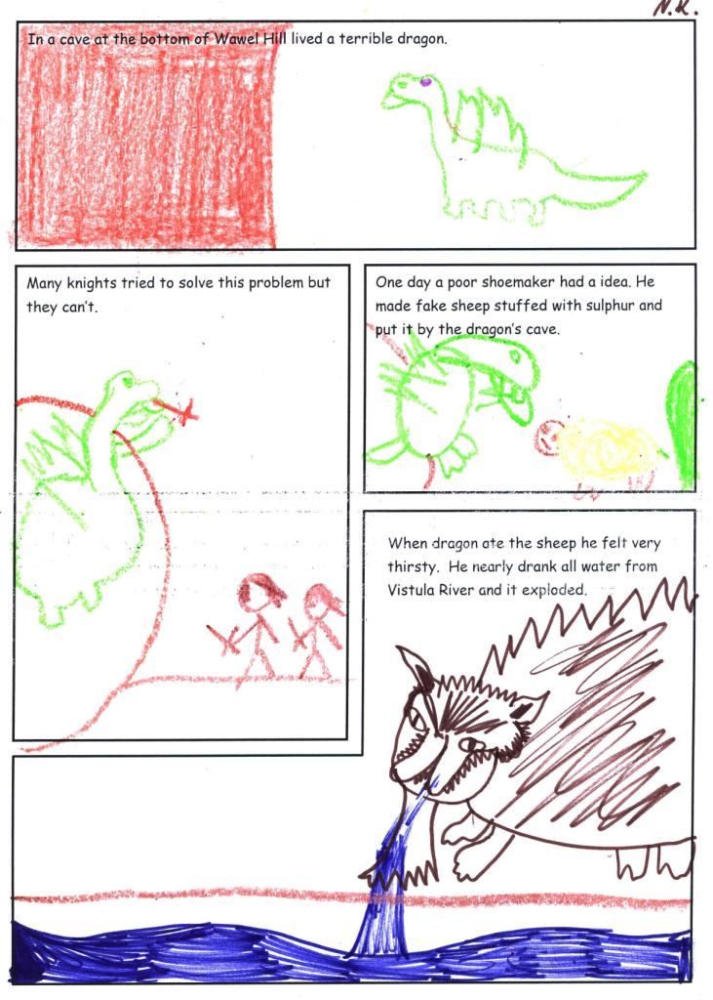 N.K.
In a cave at the bottom of Wawel Hill lived a terrible dragon.
Many knights tried to solve this problem but
they can't.
One day a poor shoemaker had a idea. He
made fake sheep stuffed with sulphur and
put it by the dragon's cave.
When dragon ate the sheep he felt very
thirsty. He nearly drank all water from
Vistula River and it exploded.